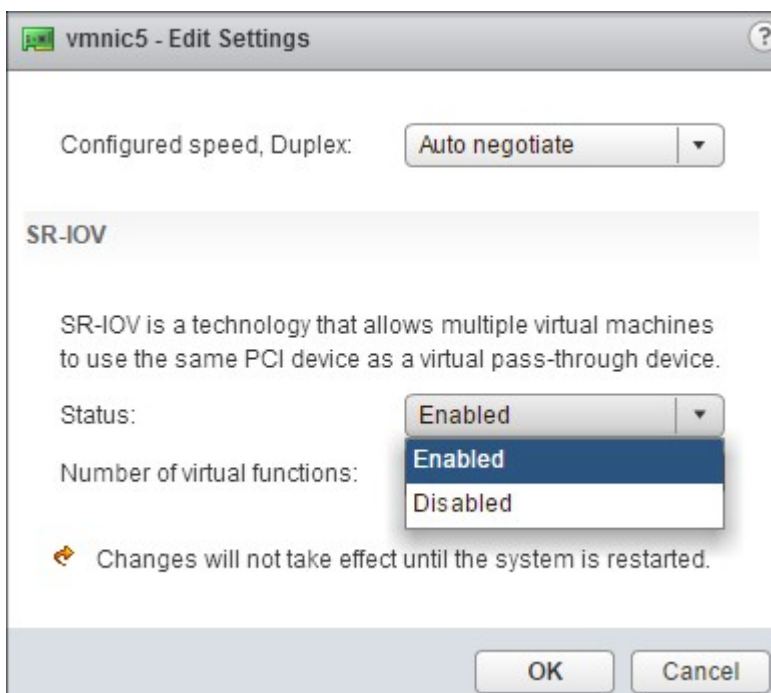 vmnic5 - Edit Settings
?
Configured speed, Duplex: Auto negotiate
SR-IOV
SR-IOV is a technology that allows multiple virtual machines
to use the same PCI device as a virtual pass-through device.
Status: Enabled
Enabled
Number of virtual functions:
Disabled
Changes will not take effect until the system is restarted.
OK Cancel